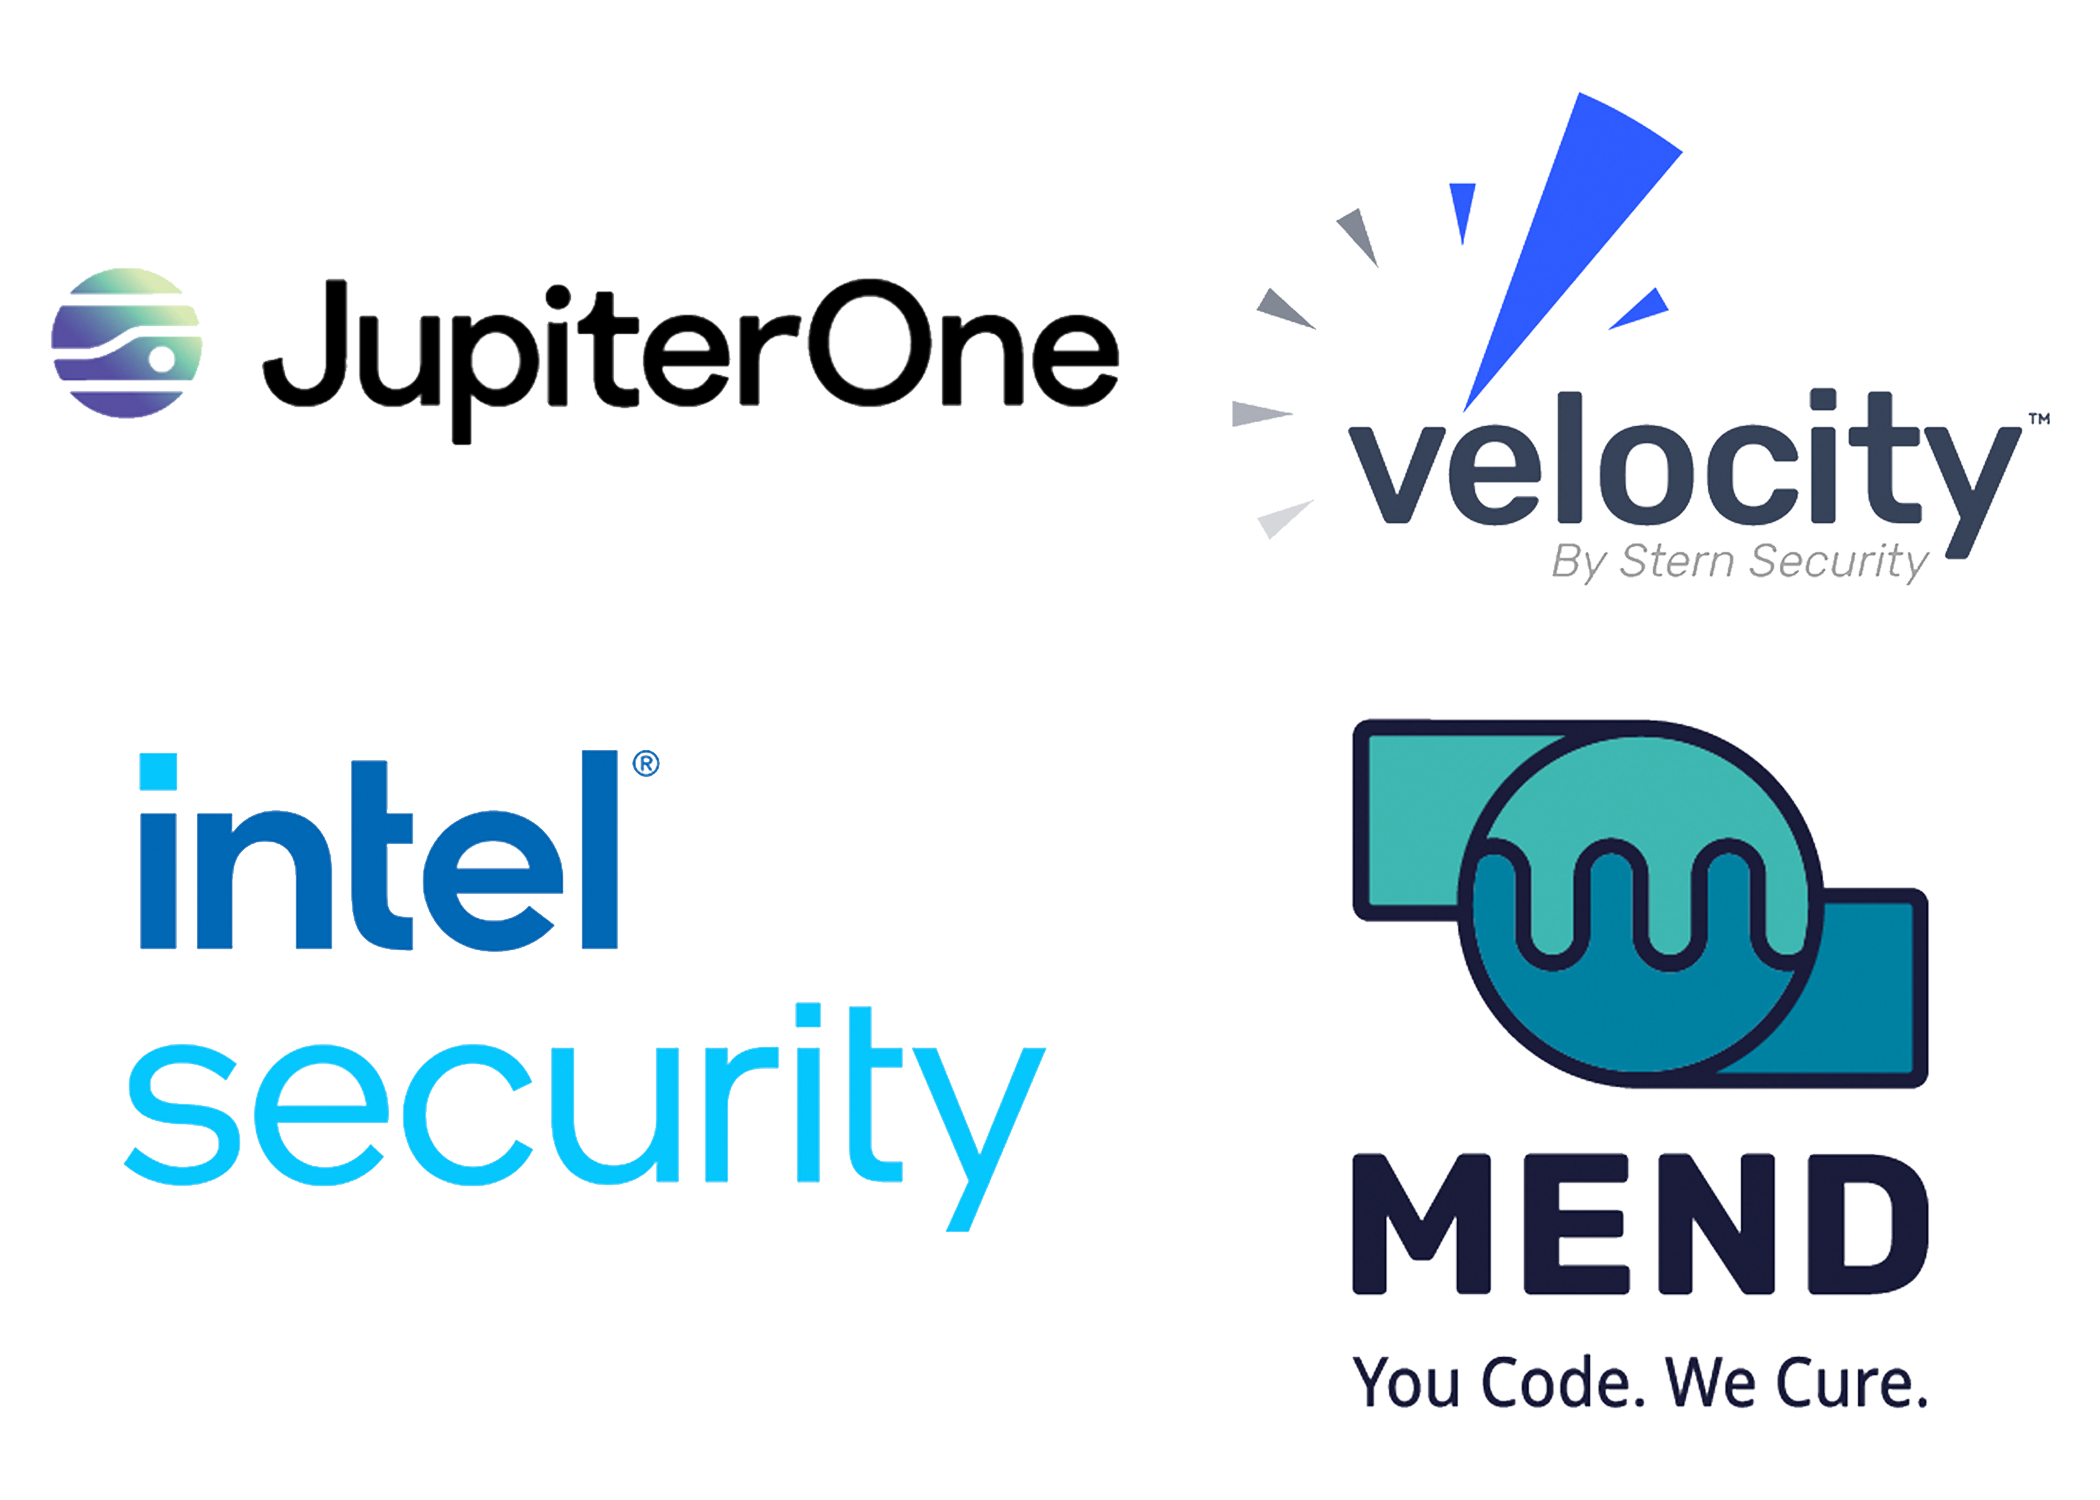 JupiterOne
velocity™
By Stern Security
intel®
security
MEND
You Code. We Cure.